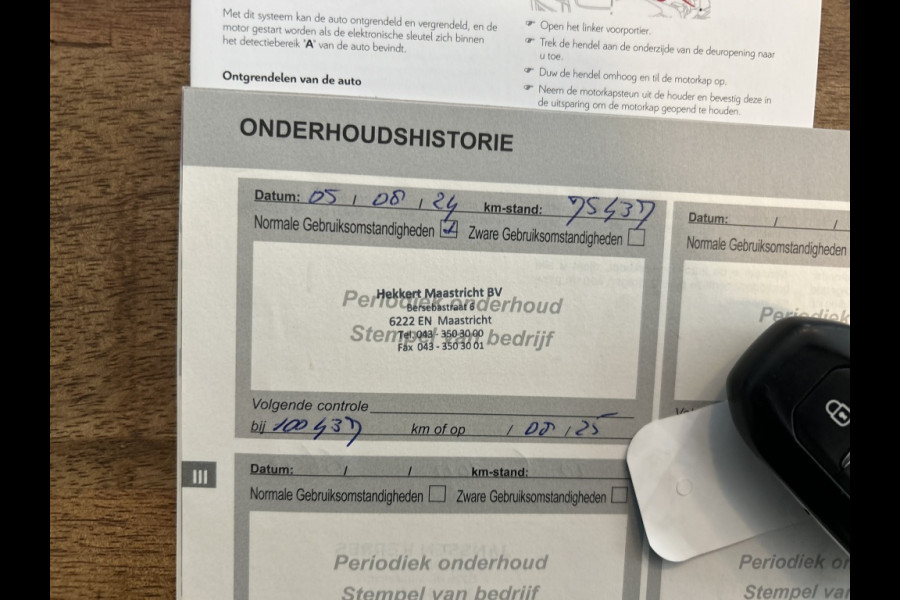 Met dit systeem kan de auto ontgrendeld en vergrendeld, en de
motor gestart worden als de elektronische sleutel zich binnen
het detectiebereik 'A' van de auto bevindt.
Ontgrendelen van de auto
☞ Open het linker voorportier.
☞ Trek de hendel aan de onderzijde van de deuropening naar
u toe.
☞ Duw de hendel omhoog en til de motorkap op.
☞ Neem de motorkapsteun uit de houder en bevestig deze in
de uitsparing om de motorkap geopend te houden.
ONDERHOUDSHISTORIE
Datum: 05 / 08 / 24 km-stand: 75437
Normale Gebruiksomstandigheden Zware Gebruiksomstandigheden
Periodiek onderhoud
Stempel van bedrijf
Hekkert Maastricht BV
Bersebastraat 6
6222 EN Maastricht
Tel: 043 - 350 30 00
Fax 043 - 350 30 01
Volgende controle
bij 100437 km of op / 08 / 25
Datum: / /
Normale Gebruiksomstandigheden
Periodiek
III
Datum: / / km-stand:
Normale Gebruiksomstandigheden Zware Gebruiksomstandigheden
Periodiek onderhoud
Stempel van bedrijf
Periodiek
Stempel